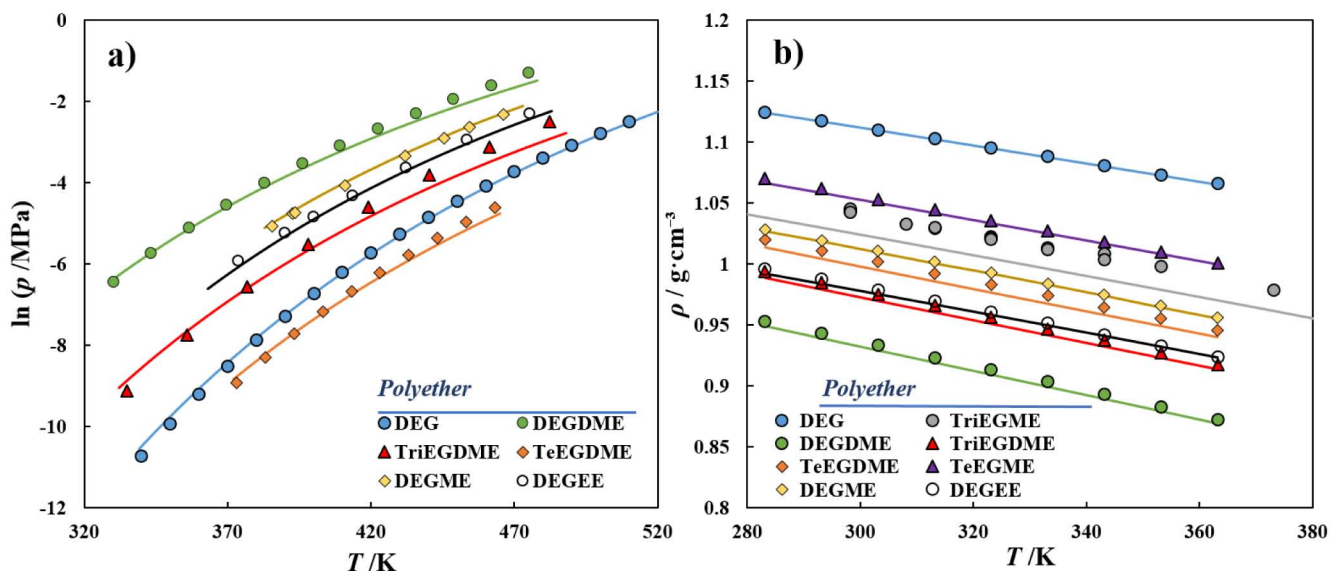 a)
0
-2
-4
-6
-8
-10
-12
ln (p /MPa)
320
370
420
470
520
T /K
Polyether
DEG
DEGDME
TriEGDME
TeEGDME
DEGME
DEGEE
b)
1.2
1.15
1.1
1.05
1
0.95
0.9
0.85
0.8
ρ / g·cm⁻³
280
300
320
340
360
380
T /K
Polyether
DEG
TriEGME
DEGDME
TriEGDME
TeEGDME
TeEGME
DEGME
DEGEE